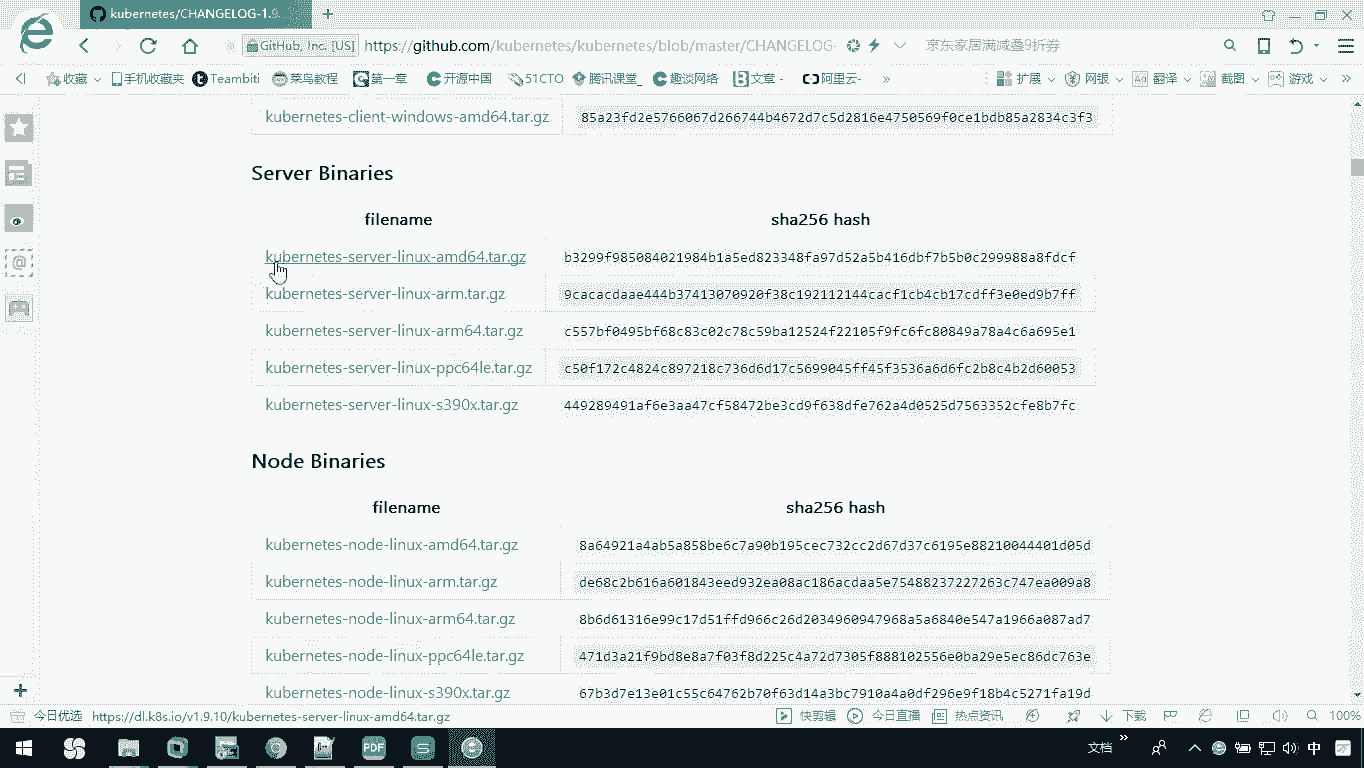 kubernetes/CHANGELOG-1.9.
GitHub, Inc. [US]
https://github.com/kubernetes/kubernetes/blob/master/CHANGELOG-
京东家居满减叠9折券
收藏
手机收藏夹
Teambiti
菜鸟教程
第一章
开源中国
51CTO
腾讯课堂_
趣谈网络
文章 -
阿里云-
»
扩展
网银
翻译
截图
游戏
»
kubernetes-client-windows-amd64.tar.gz 85a23fd2e5766067d266744b4672d7c5d2816e4750569f0ce1bdb85a2834c3f3
Server Binaries
filename sha256 hash
kubernetes-server-linux-amd64.tar.gz b3299f985084021984b1a5ed823348fa97d52a5b416dbf7b5b0c299988a8fdcf
kubernetes-server-linux-arm.tar.gz 9cacacdaae444b37413070920f38c192112144cacf1cb4cb17cdff3e0ed9b7ff
kubernetes-server-linux-arm64.tar.gz c557bf0495bf68c83c02c78c59ba12524f22105f9fc6fc80849a78a4c6a695e1
kubernetes-server-linux-ppc64le.tar.gz c50f172c4824c897218c736d6d17c5699045ff45f3536a6d6fc2b8c4b2d60053
kubernetes-server-linux-s390x.tar.gz 449289491af6e3aa47cf58472be3cd9f638dfe762a4d0525d7563352cfe8b7fc
Node Binaries
filename sha256 hash
kubernetes-node-linux-amd64.tar.gz 8a64921a4ab5a858be6c7a90b195cec732cc2d67d37c6195e88210044401d05d
kubernetes-node-linux-arm.tar.gz de68c2b616a601843eed932ea08ac186acdaa5e75488237227263c747ea009a8
kubernetes-node-linux-arm64.tar.gz 8b6d61316e99c17d51ffd966c26d2034960947968a5a6840e547a1966a087ad7
kubernetes-node-linux-ppc64le.tar.gz 471d3a21f9bd8e8a7f03f8d225c4a72d7305f888102556e0ba29e5ec86dc763e
kubernetes-node-linux-s390x.tar.gz 67b3d7e13e01c55c64762b70f63d14a3bc7910a4a0df296e9f18b4c5271fa19d
今日优选
https://dl.k8s.io/v1.9.10/kubernetes-server-linux-amd64.tar.gz
快剪辑
今日直播
热点资讯
下载
100%
PDF
文档
»
中